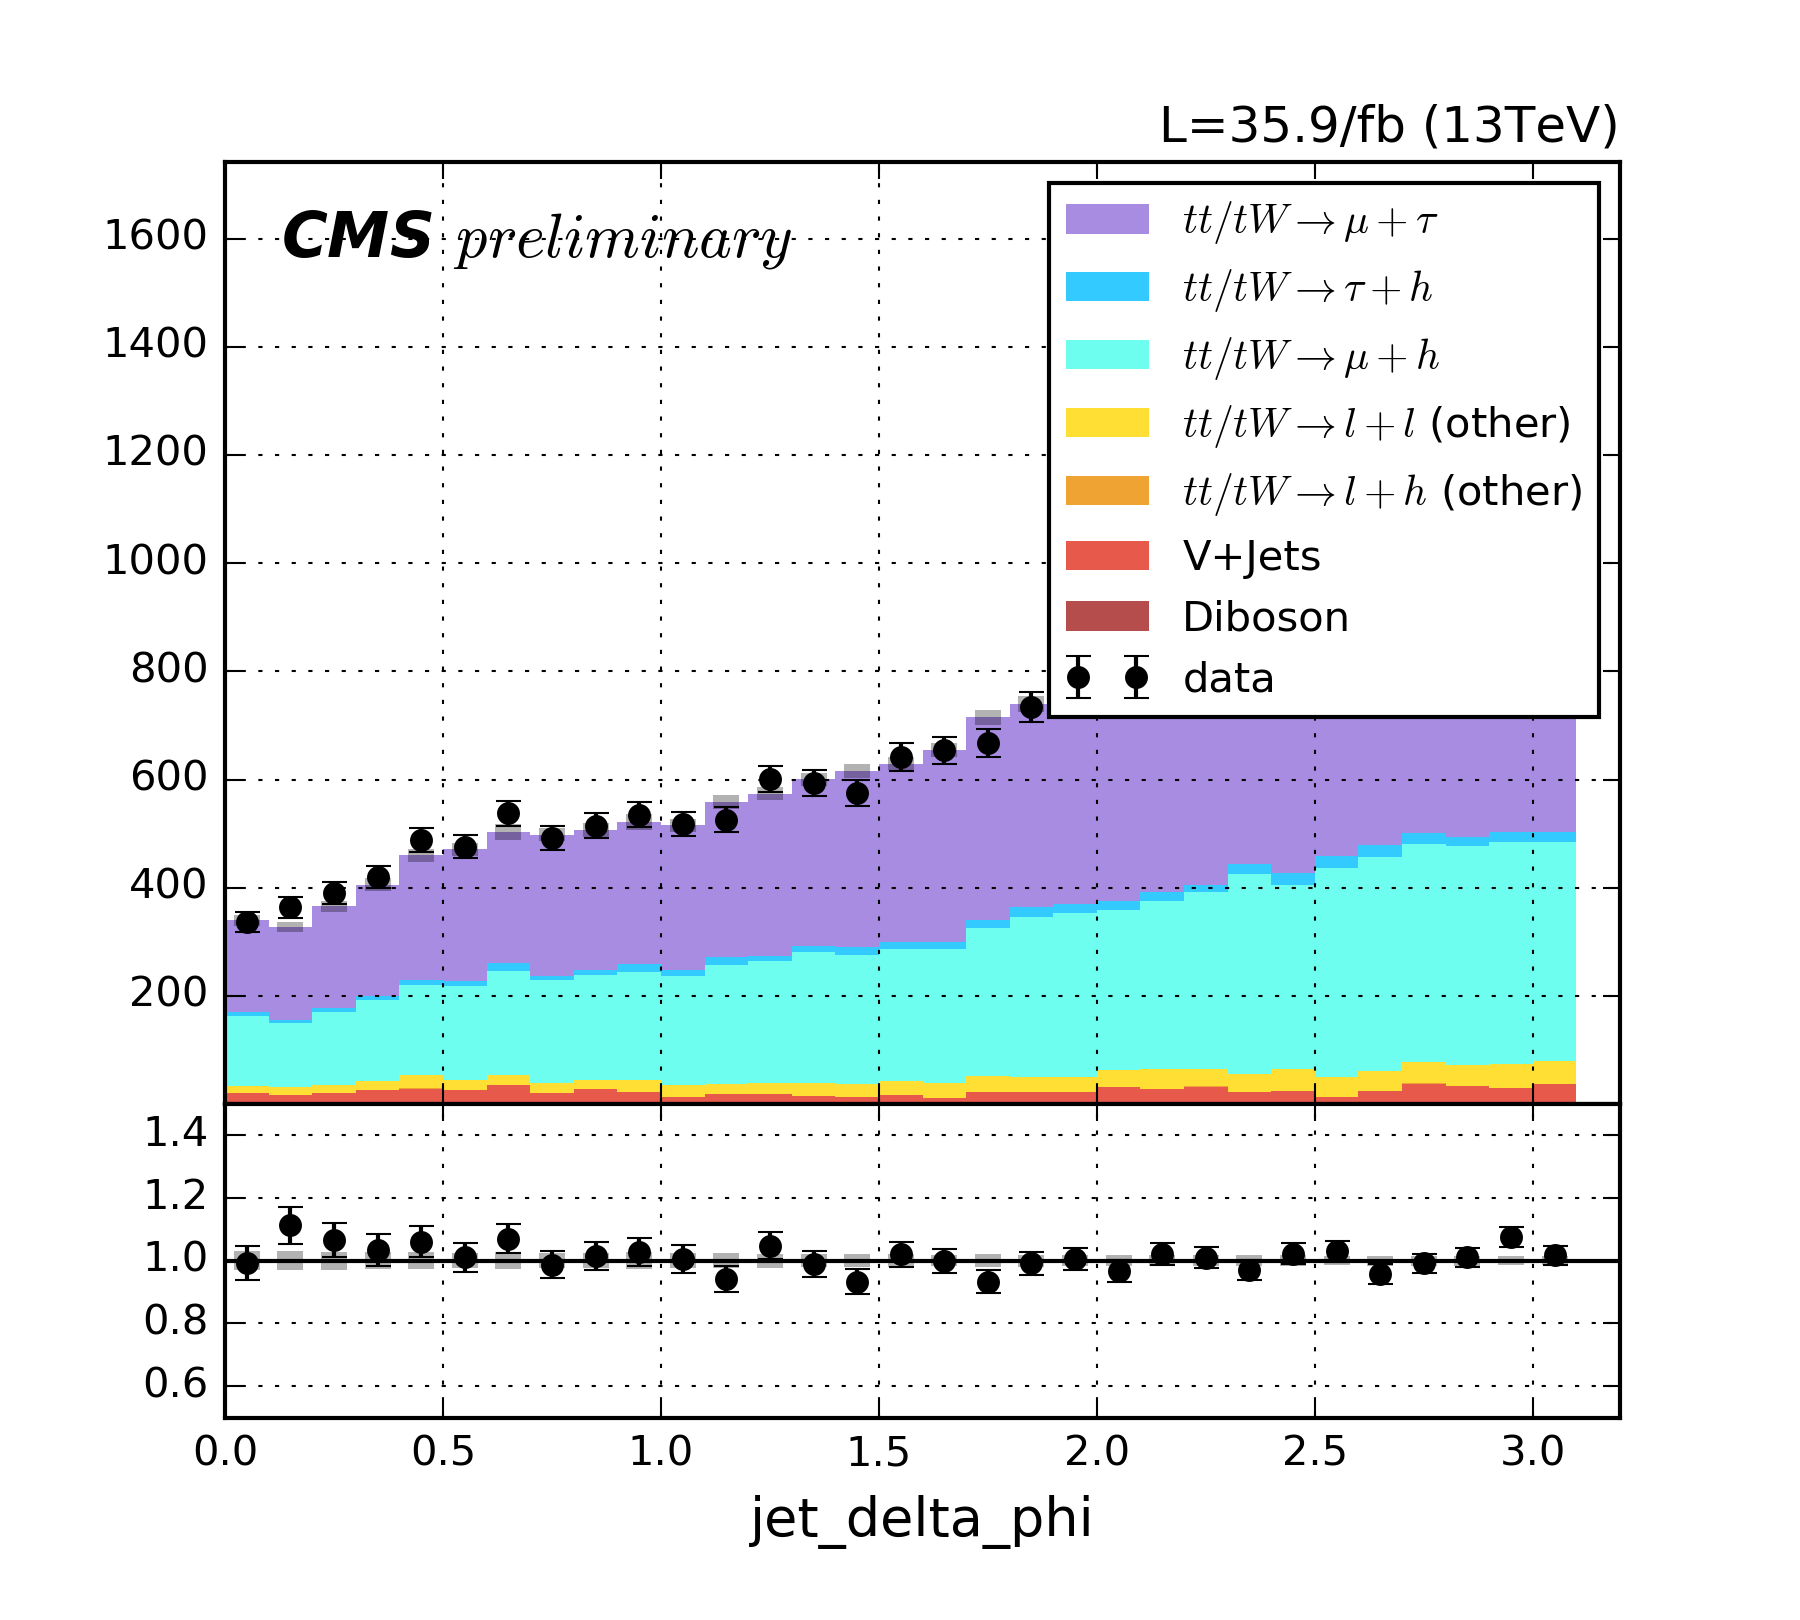 L=35.9/fb (13TeV)
CMS preliminary
1600
1400
1200
1000
800
600
400
200
tt/tW→μ+τ
tt/tW→τ+h
tt/tW→μ+h
tt/tW→l+l (other)
tt/tW→l+h (other)
V+Jets
Diboson
data
1.4
1.2
1.0
0.8
0.6
0.0 0.5 1.0 1.5 2.0 2.5 3.0
jet_delta_phi